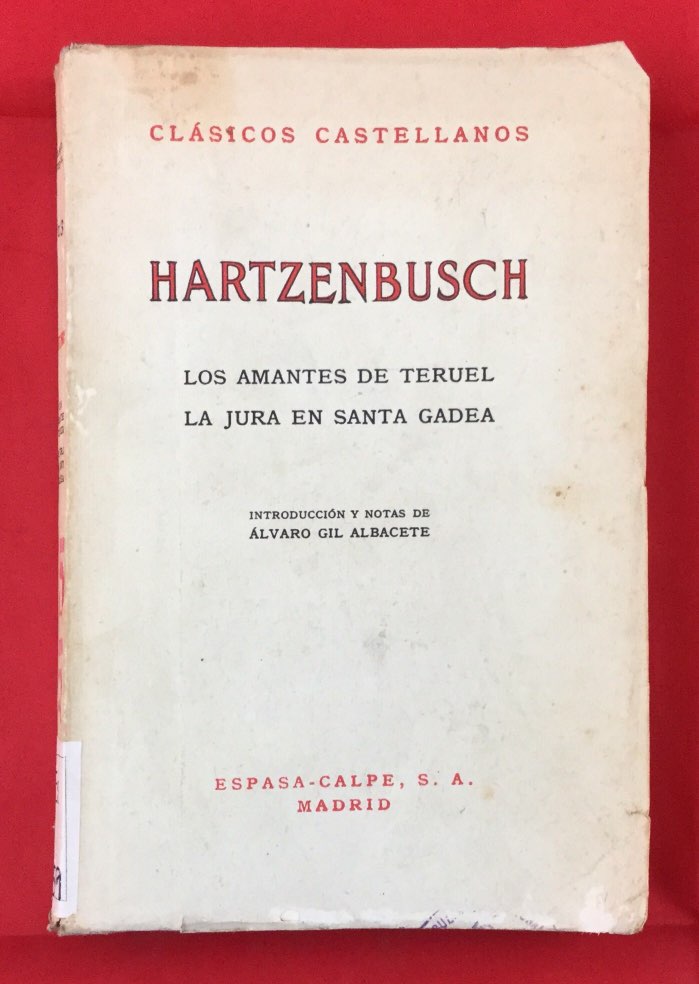 CLÁSICOS CASTELLANOS
HARTZENBUSCH
LOS AMANTES DE TERUEL
LA JURA EN SANTA GADEA
INTRODUCCIÓN Y NOTAS DE
ÁLVARO GIL ALBACETE
ESPASA-CALPE, S. A.
MADRID